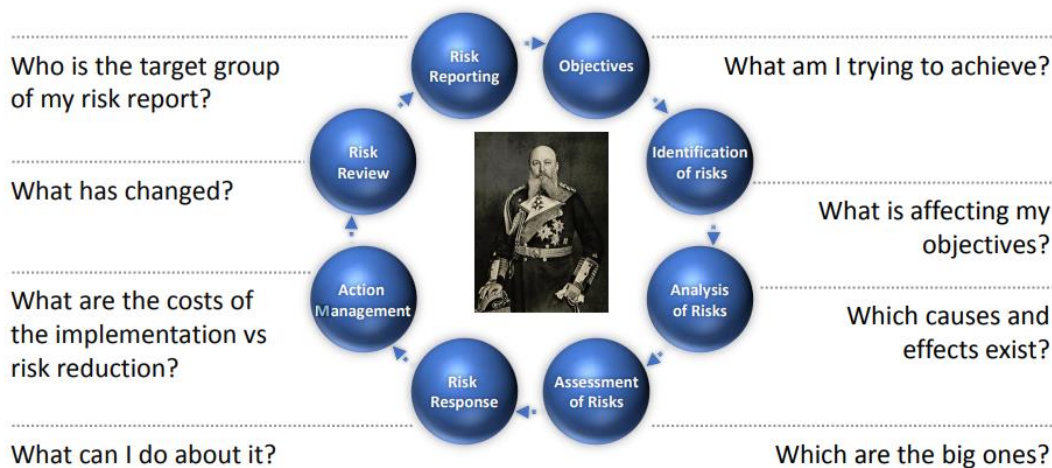 Risk
Reporting
Objectives
Who is the target group
of my risk report?
What am I trying to achieve?
Risk
Review
Identification
of risks
What has changed?
What is affecting my
objectives?
Action
Management
Analysis
of Risks
What are the costs of
the implementation vs
risk reduction?
Which causes and
effects exist?
Risk
Response
Assessment
of Risks
What can I do about it?
Which are the big ones?